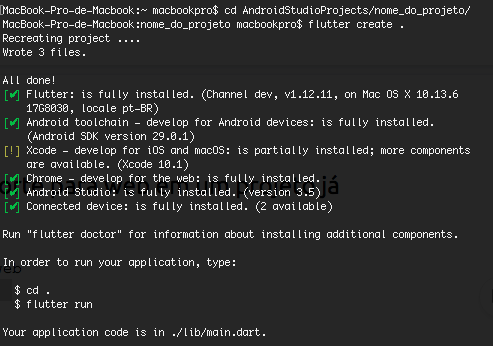 [MacBook-Pro-de-Macbook:~ macbookpro$ cd AndroidStudioProjects/nome_do_projeto/
[MacBook-Pro-de-Macbook:nome_do_projeto macbookpro$ flutter create .
Recreating project ....
Wrote 3 files.
All done!
[✔] Flutter: is fully installed. (Channel dev, v1.12.11, on Mac OS X 10.13.6
17G8030, locale pt-BR)
[✔] Android toolchain - develop for Android devices: is fully installed.
(Android SDK version 29.0.1)
[!] Xcode - develop for iOS and macOS: is partially installed; more components
are available. (Xcode 10.1)
[✔] Chrome - develop for the web: is fully installed.
[✔] Android Studio: is fully installed. (version 3.5)
[✔] Connected device: is fully installed. (2 available)
Run "flutter doctor" for information about installing additional components.
In order to run your application, type:
$ cd .
$ flutter run
Your application code is in ./lib/main.dart.